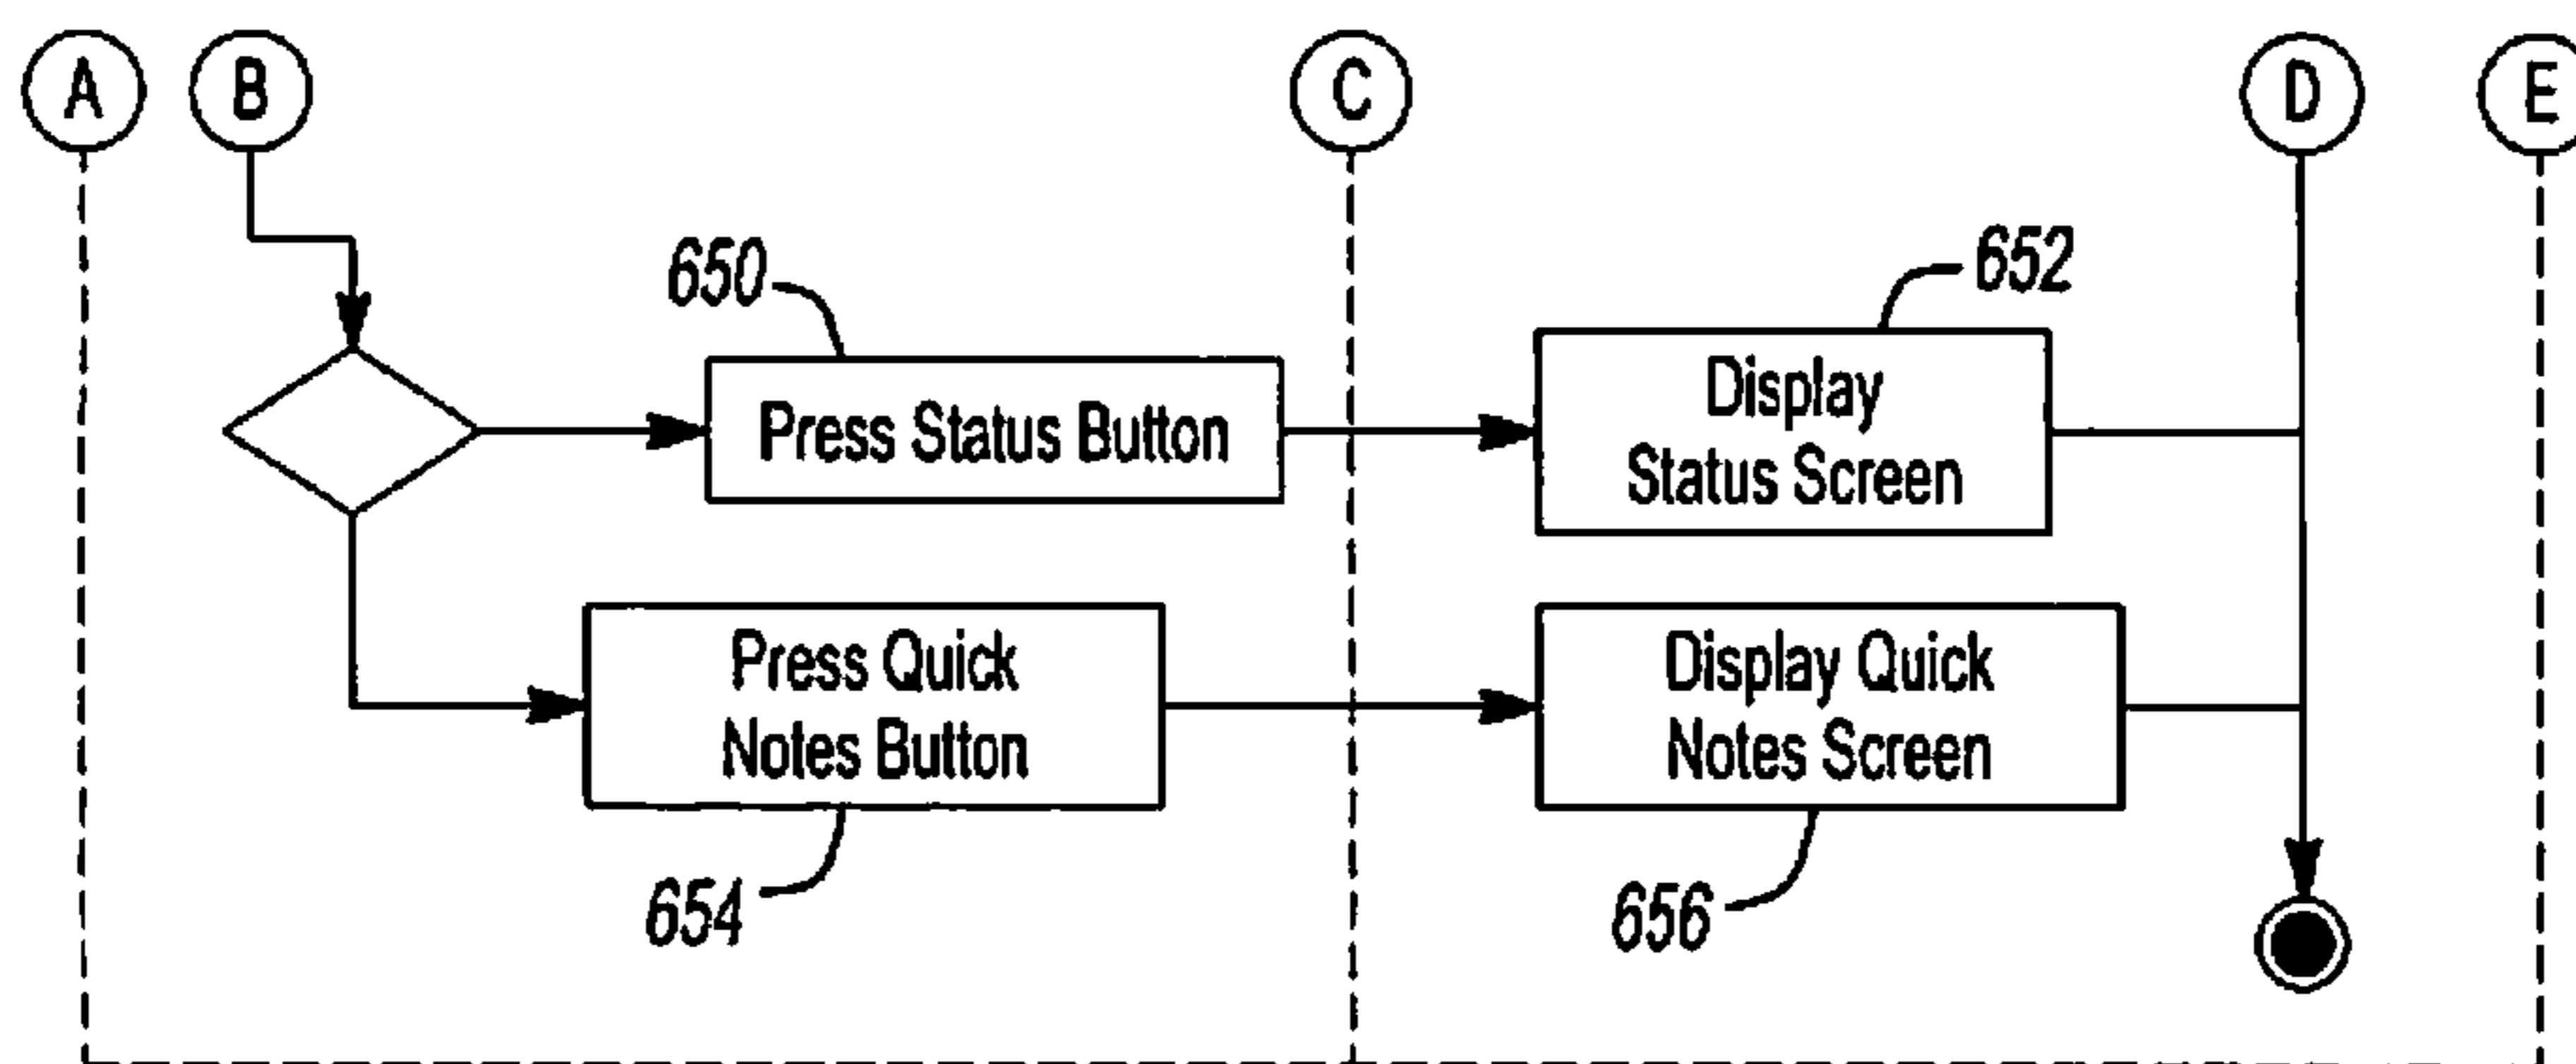 A
B
C
D
E
650
652
Press Status Button
Display
Status Screen
Press Quick
Notes Button
Display Quick
Notes Screen
654
656